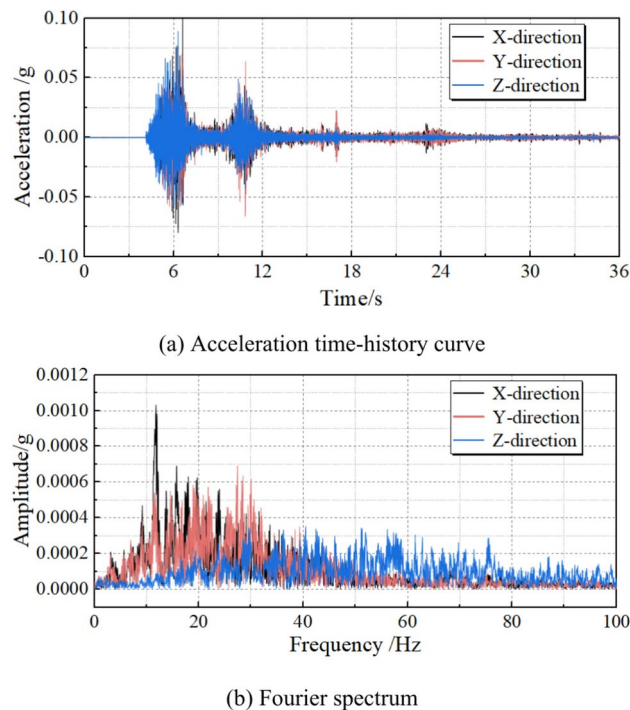 0.10
X-direction
Y-direction
Z-direction
0.05
0.00
-0.05
-0.10
Acceleration /g
0 6 12 18 24 30 36
Time/s
(a) Acceleration time-history curve
0.0012
X-direction
Y-direction
Z-direction
0.0010
0.0008
0.0006
0.0004
0.0002
0.0000
Amplitude/g
0 20 40 60 80 100
Frequency /Hz
(b) Fourier spectrum